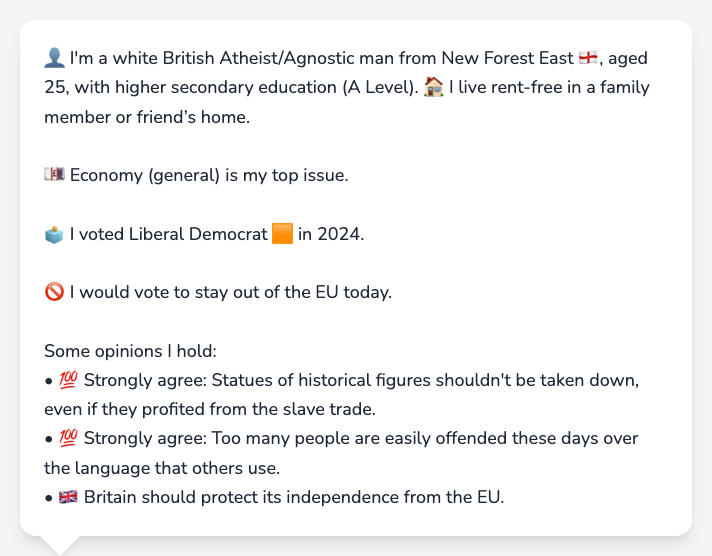 👤 I'm a white British Atheist/Agnostic man from New Forest East 🏴󠁧󠁢󠁥󠁮󠁧󠁿, aged
25, with higher secondary education (A Level). 🏠 I live rent-free in a family
member or friend’s home.
💷 Economy (general) is my top issue.
🗳️ I voted Liberal Democrat 🟧 in 2024.
🚫 I would vote to stay out of the EU today.
Some opinions I hold:
• 💯 Strongly agree: Statues of historical figures shouldn't be taken down,
even if they profited from the slave trade.
• 💯 Strongly agree: Too many people are easily offended these days over
the language that others use.
• 🇬🇧 Britain should protect its independence from the EU.